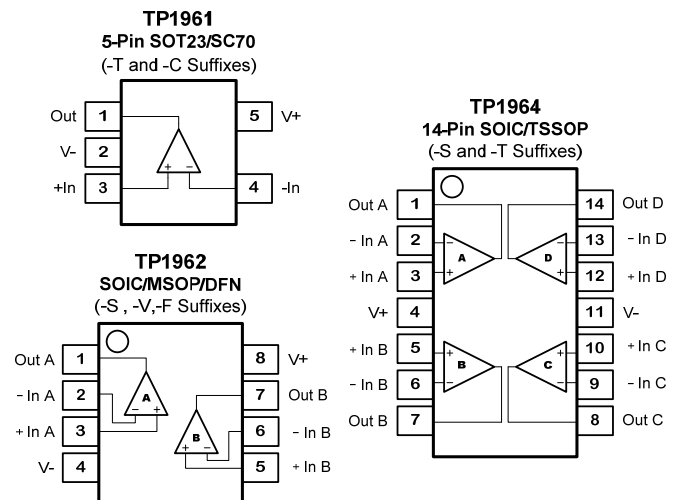 TP1961
5-Pin SOT23/SC70
(-T and -C Suffixes)
Out 1 5 V+
V- 2
+In 3 + - 4 -In
TP1962
SOIC/MSOP/DFN
(-S , -V,-F Suffixes)
Out A 1 8 V+
- In A 2 A 7 Out B
- +
+ In A 3 B 6 - In B
+ -
V- 4 5 + In B
TP1964
14-Pin SOIC/TSSOP
(-S and -T Suffixes)
Out A 1 14 Out D
- In A 2 - - 13 - In D
A D
+ In A 3 + + 12 + In D
V+ 4 11 V-
+ In B 5 + + 10 + In C
B C
- In B 6 - - 9 - In C
Out B 7 8 Out C